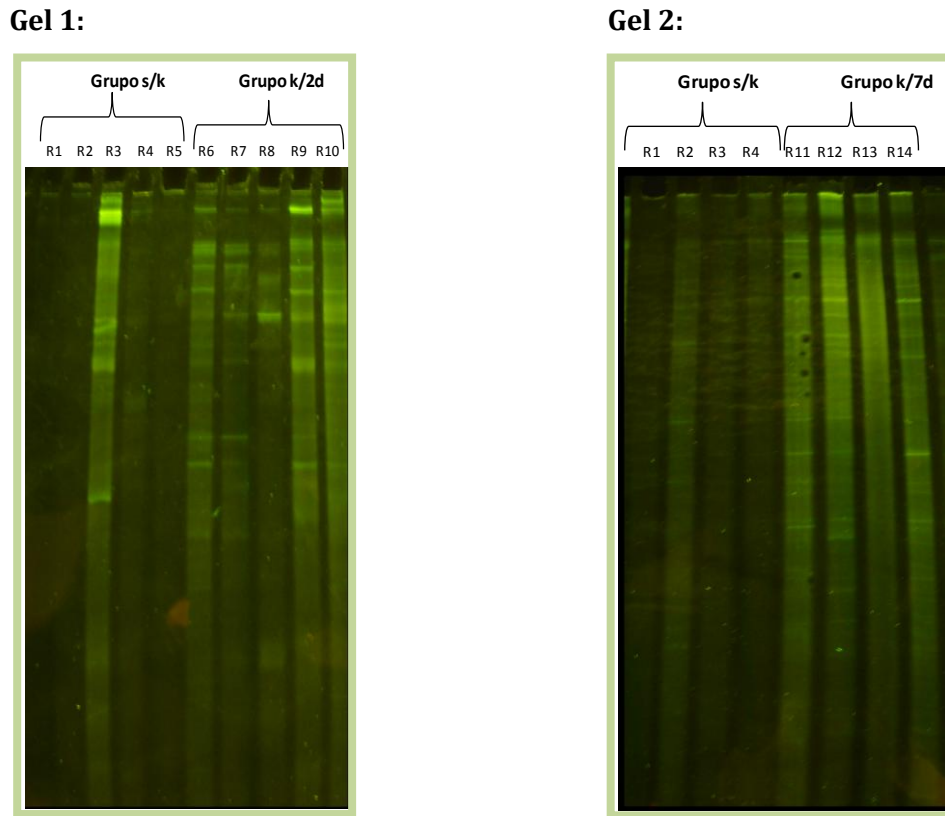 Gel 1:
Grupo s/k Grupo k/2d
R1 R2 R3 R4 R5 R6 R7 R8 R9 R10
Gel 2:
Grupo s/k Grupo k/7d
R1 R2 R3 R4 R11 R12 R13 R14